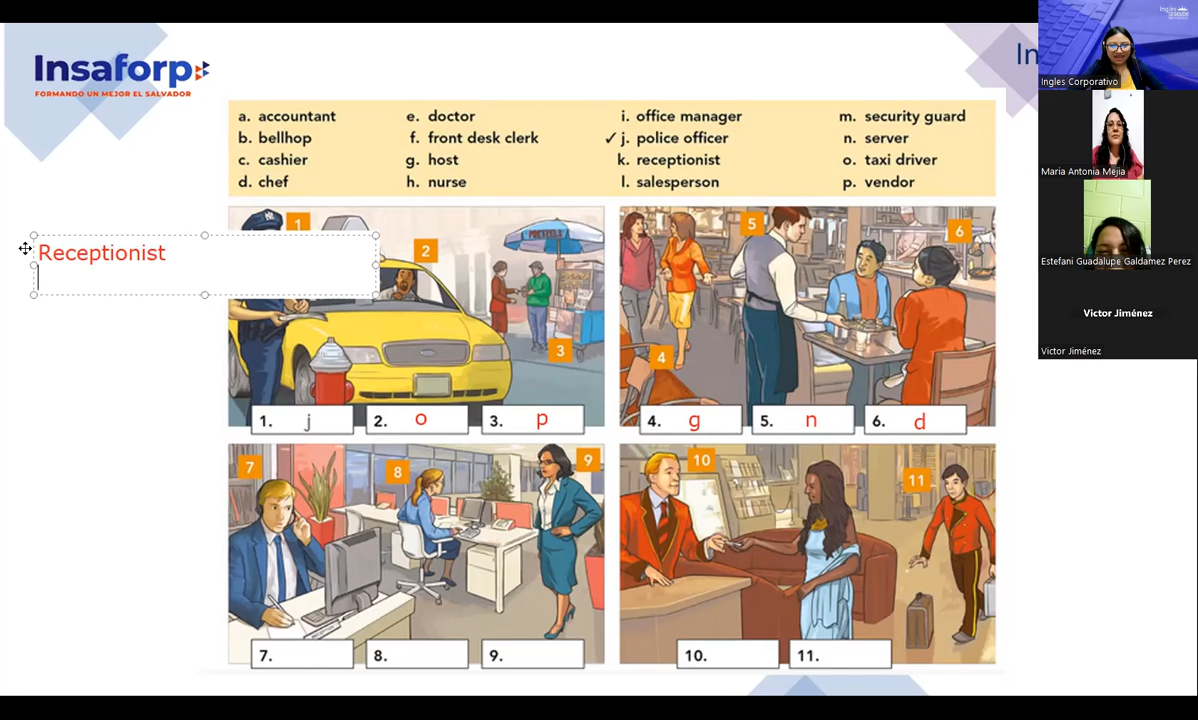 Insaforp
FORMANDO UN MEJOR EL SALVADOR
In
a. accountant
b. bellhop
c. cashier
d. chef
e. doctor
f. front desk clerk
g. host
h. nurse
i. office manager
✓ j. police officer
k. receptionist
l. salesperson
m. security guard
n. server
o. taxi driver
p. vendor
Receptionist
1
2
3
PRETZELS
1. j
2. o
3. p
4
5
6
4. g
5. n
6. d
7
8
9
7.
8.
9.
10
11
10.
11.
Ingles Corporativo
Maria Antonia Mejia
Estefani Guadalupe Galdamez Perez
Victor Jiménez
Victor Jiménez